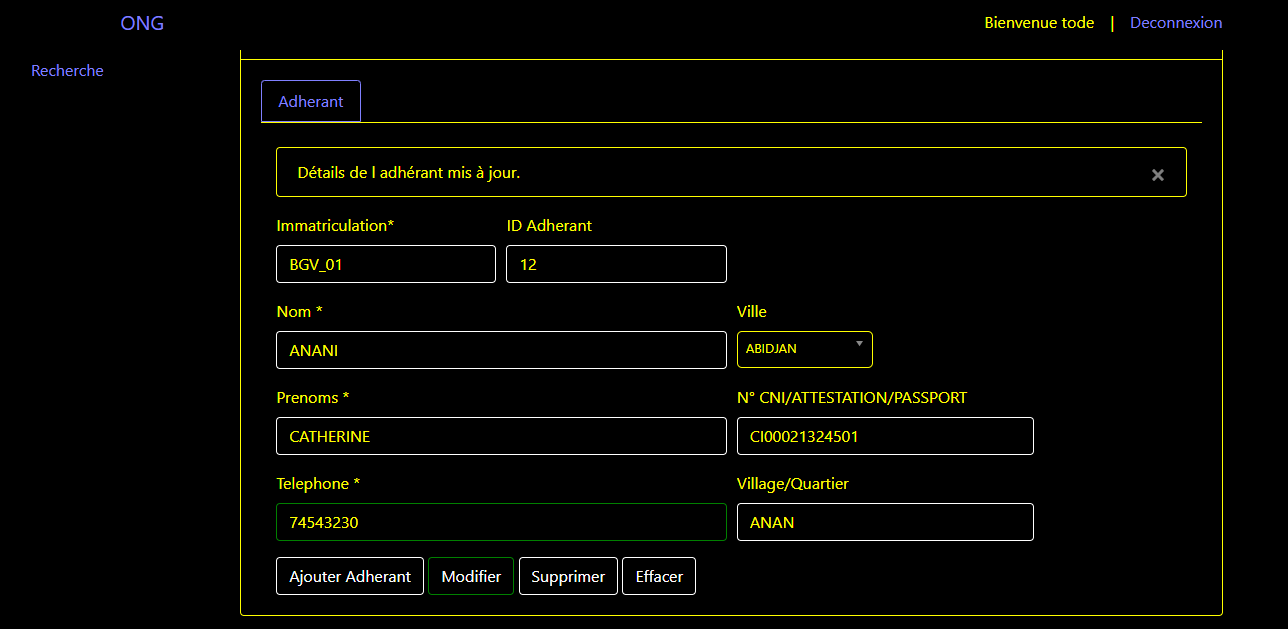 ONG
Bienvenue tode | Deconnexion
Recherche
Adherant
Détails de l adhérant mis à jour.
×
Immatriculation* ID Adherant
BGV_01 12
Nom * Ville
ANANI ABIDJAN
Prenoms * N° CNI/ATTESTATION/PASSPORT
CATHERINE CI00021324501
Telephone * Village/Quartier
74543230 ANAN
Ajouter Adherant Modifier Supprimer Effacer